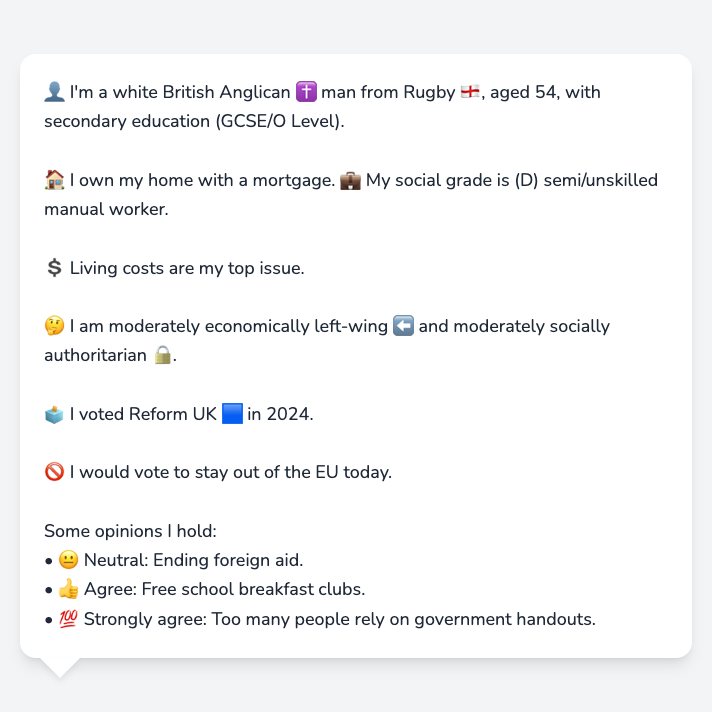 👤 I'm a white British Anglican ✝️ man from Rugby 🏴󠁧󠁢󠁥󠁮󠁧󠁿, aged 54, with
secondary education (GCSE/O Level).
🏠 I own my home with a mortgage. 💼 My social grade is (D) semi/unskilled
manual worker.
💲 Living costs are my top issue.
🤔 I am moderately economically left-wing ⬅️ and moderately socially
authoritarian 🔒.
🗳️ I voted Reform UK 🟦 in 2024.
🚫 I would vote to stay out of the EU today.
Some opinions I hold:
• 😐 Neutral: Ending foreign aid.
• 👍 Agree: Free school breakfast clubs.
• 💯 Strongly agree: Too many people rely on government handouts.